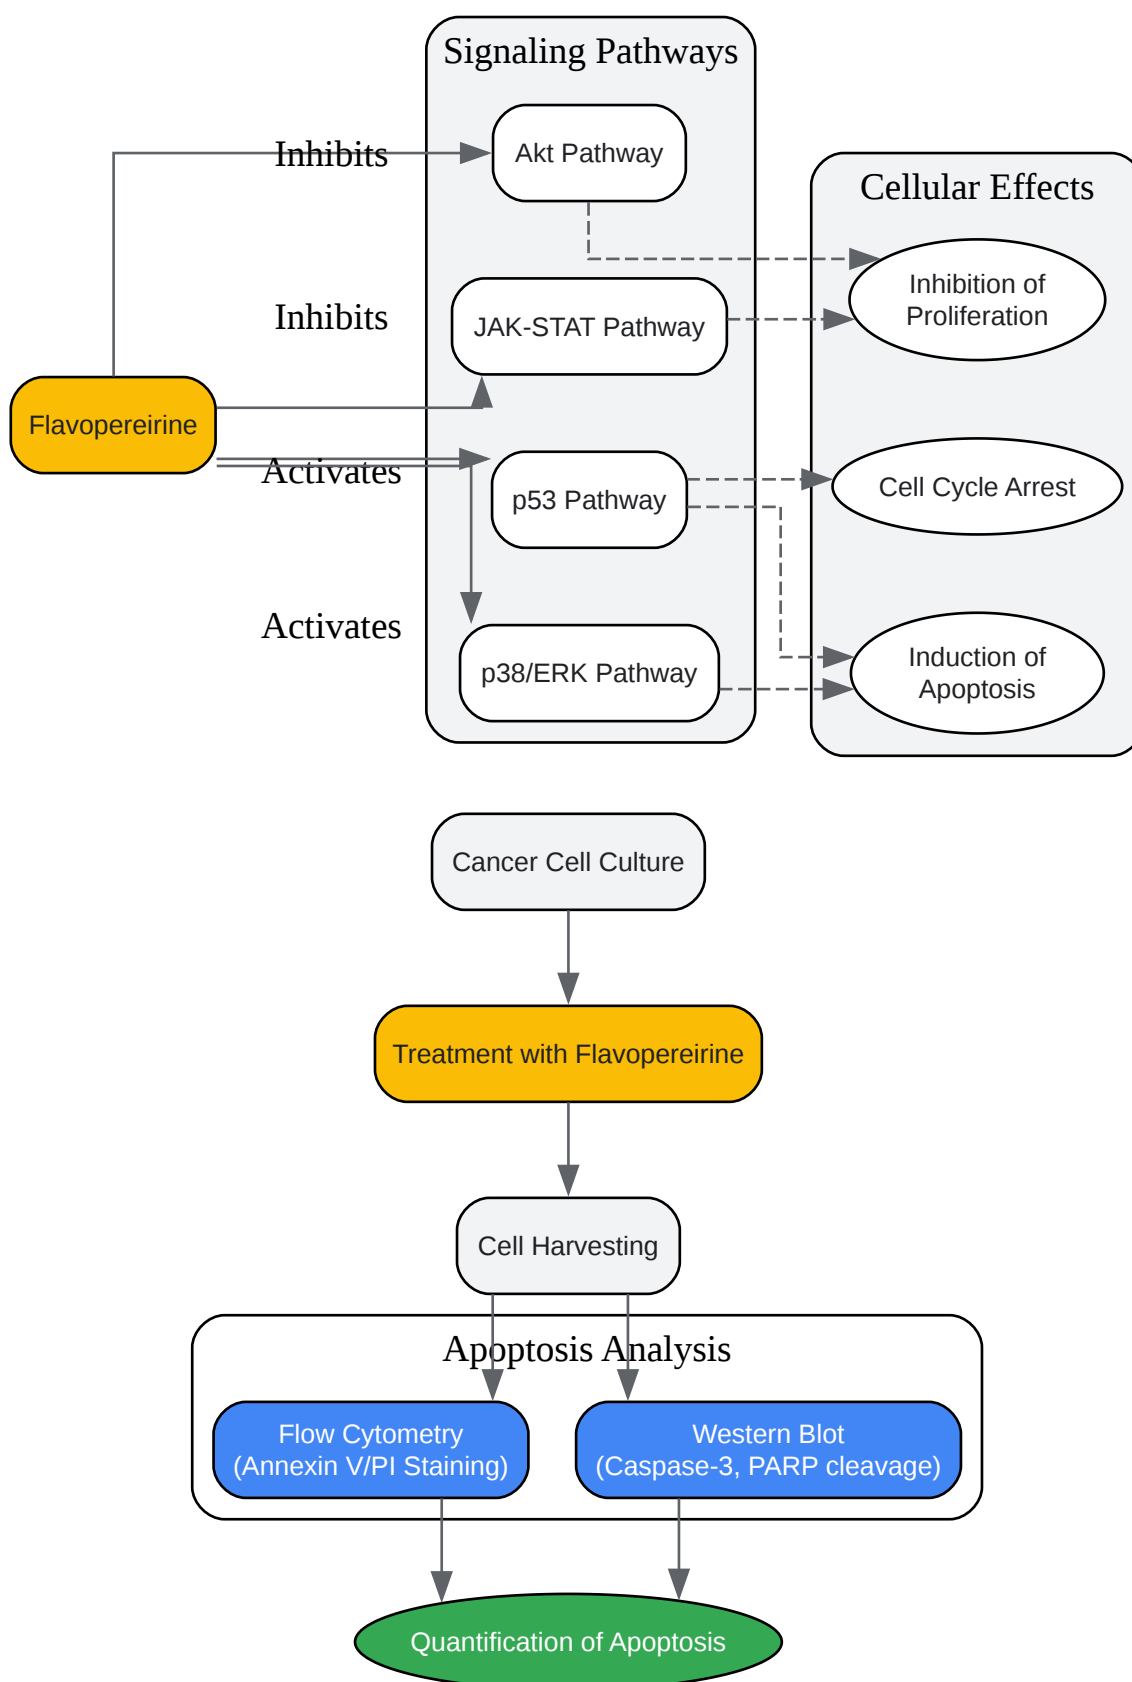 Signaling Pathways
Inhibits
Akt Pathway
Cellular Effects
Inhibition of
Proliferation
Inhibits
JAK-STAT Pathway
Flavopereirine
Activates
p53 Pathway
Cell Cycle Arrest
Activates
p38/ERK Pathway
Induction of
Apoptosis
Cancer Cell Culture
Treatment with Flavopereirine
Cell Harvesting
Apoptosis Analysis
Flow Cytometry
(Annexin V/PI Staining)
Western Blot
(Caspase-3, PARP cleavage)
Quantification of Apoptosis